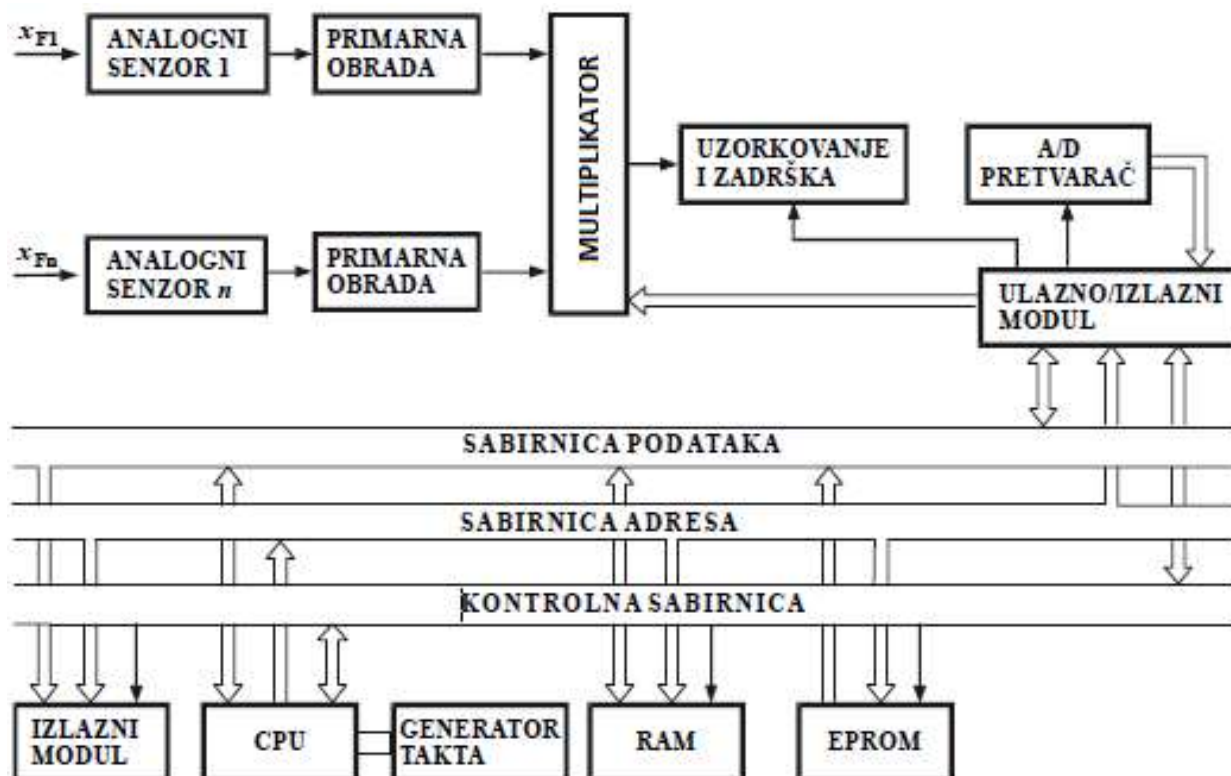 xF1
ANALOGNI
SENZOR 1
PRIMARNA
OBRADA
MULTIPLIKATOR
UZORKOVANJE
I ZADRŠKA
A/D
PRETVARAČ
xFn
ANALOGNI
SENZOR n
PRIMARNA
OBRADA
ULAZNO/IZLAZNI
MODUL
SABIRNICA PODATAKA
SABIRNICA ADRESA
KONTROLNA SABIRNICA
IZLAZNI
MODUL
CPU
GENERATOR
TAKTA
RAM
EPROM